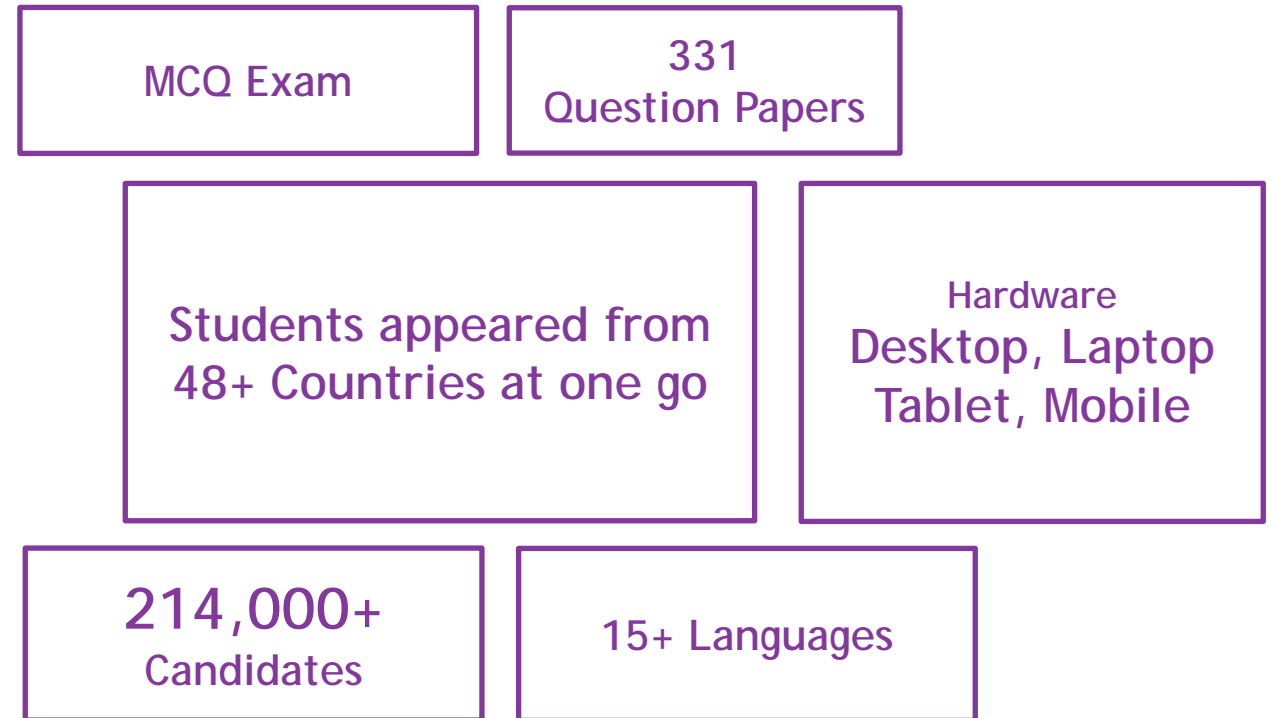 MCQ Exam
331
Question Papers
Students appeared from
48+ Countries at one go
Hardware
Desktop, Laptop
Tablet, Mobile
214,000+
Candidates
15+ Languages